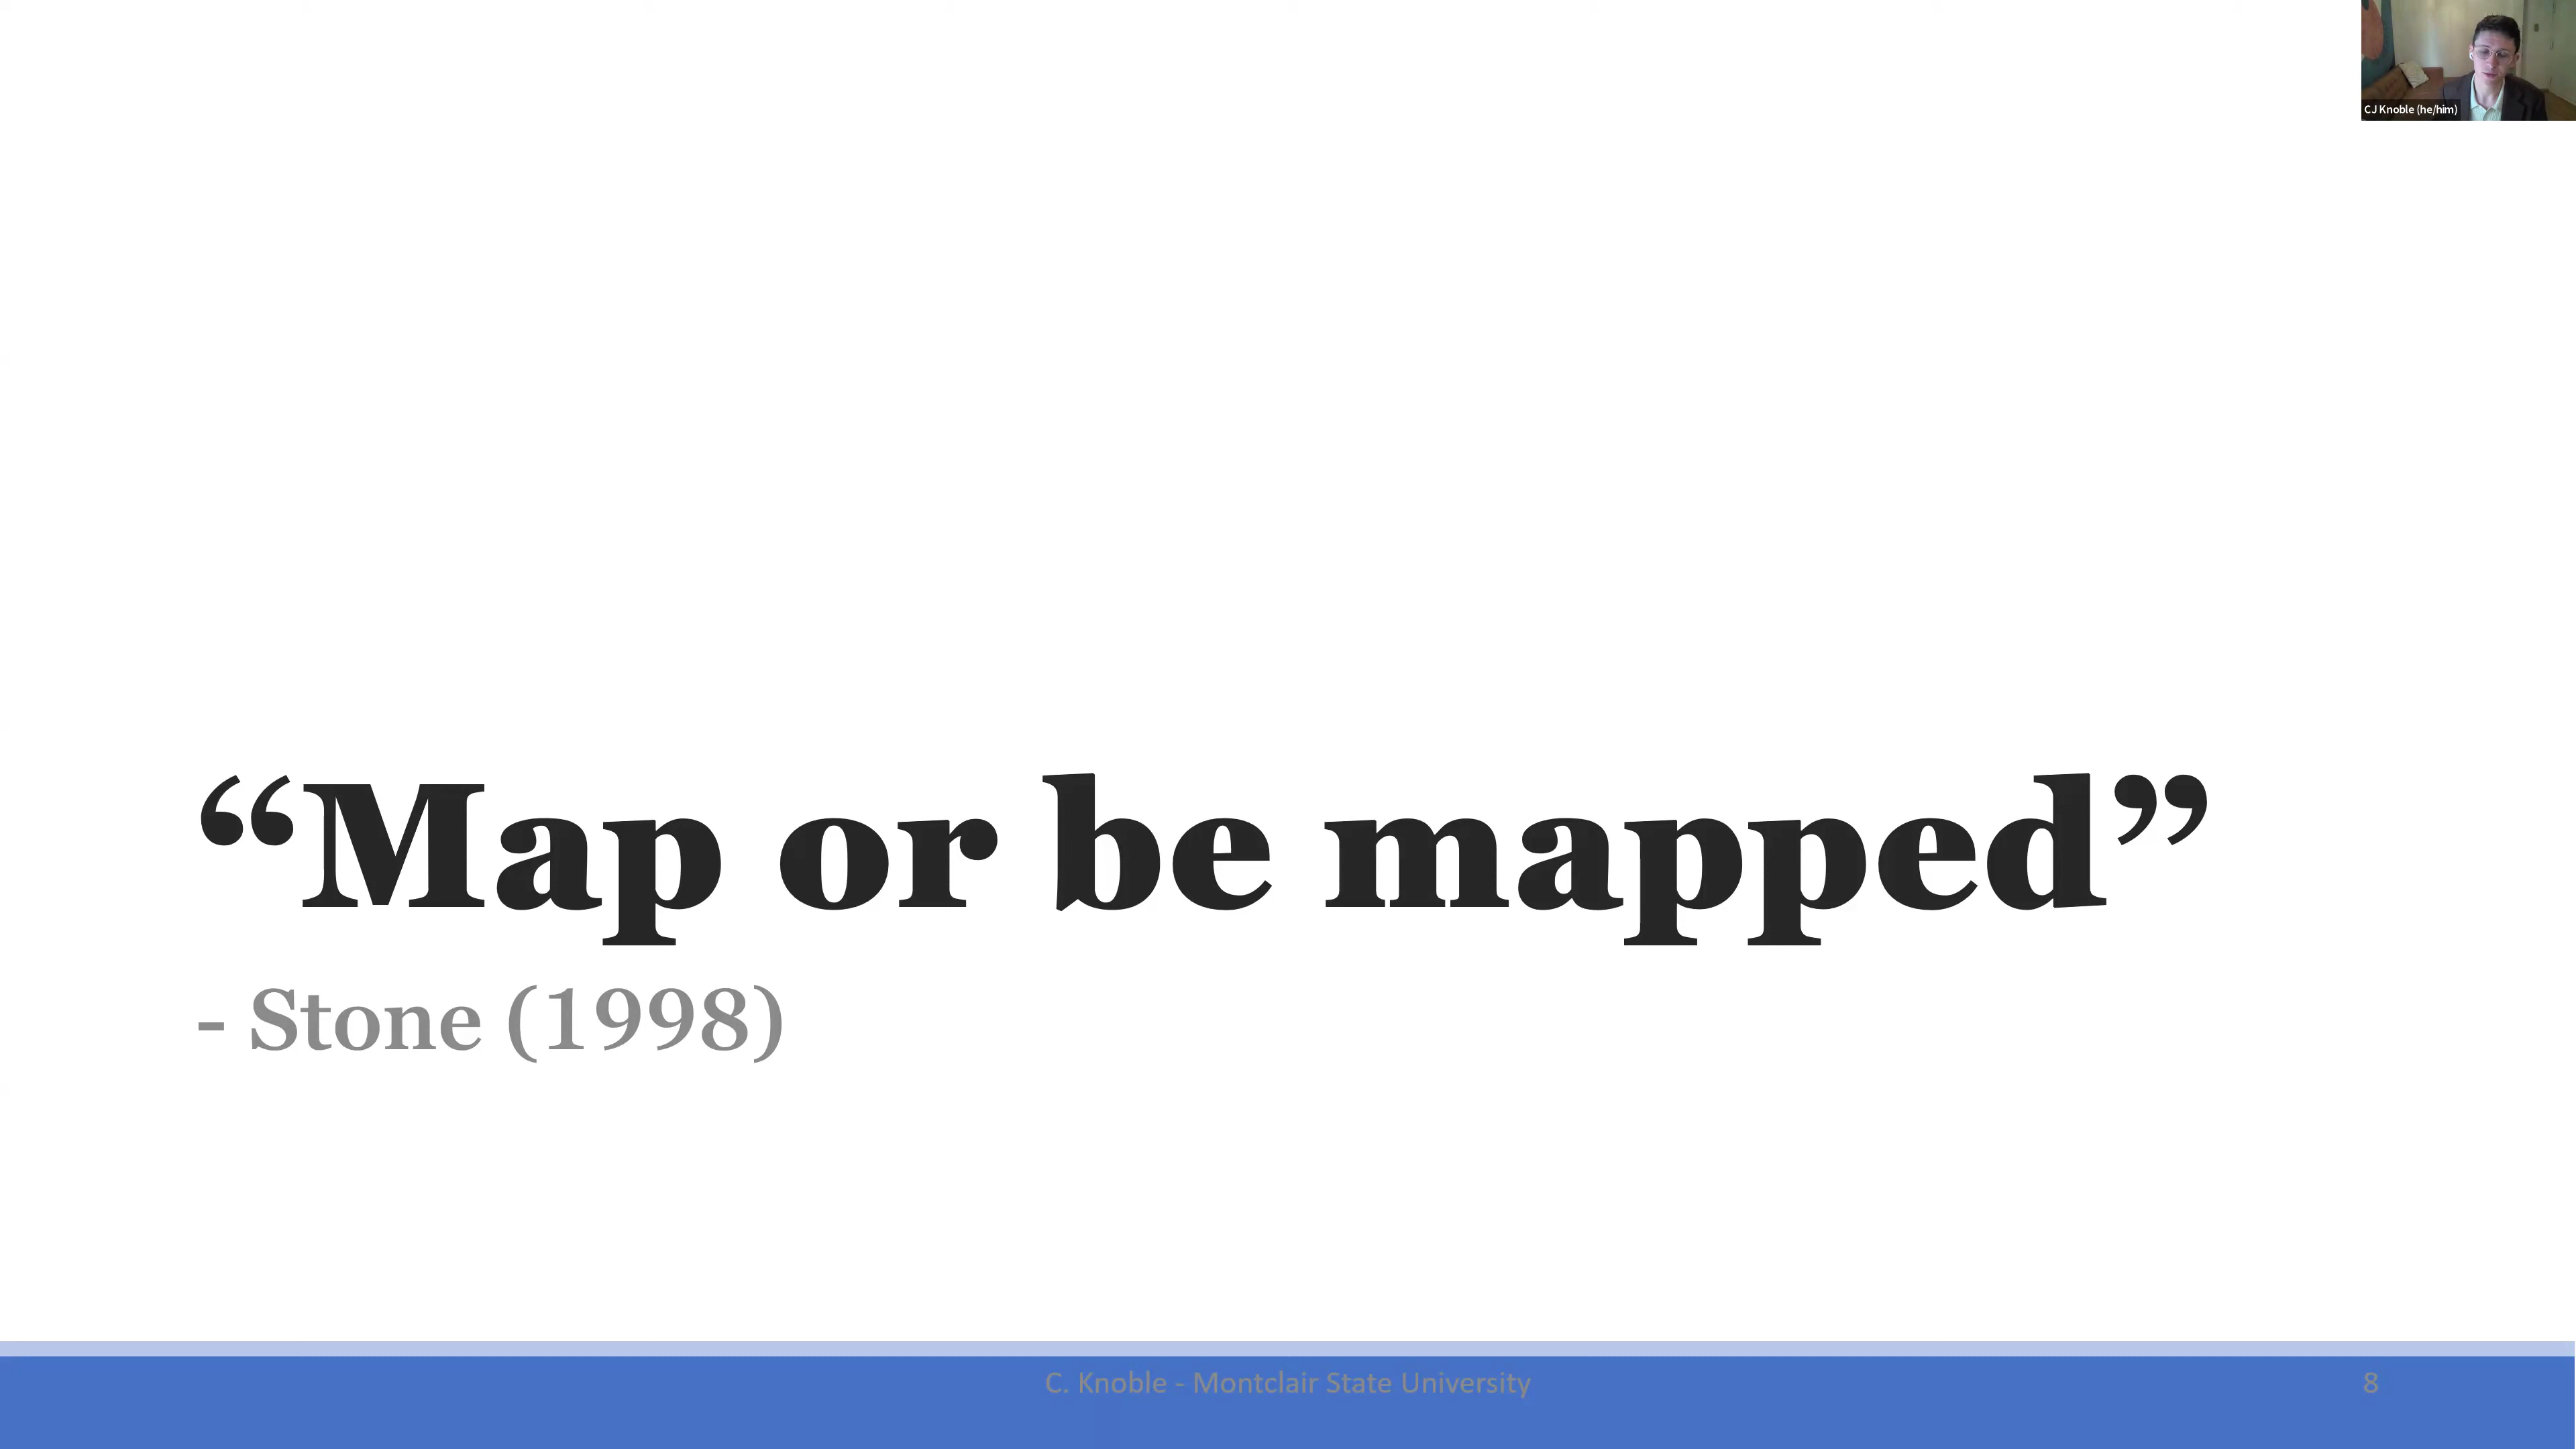 CJ Knoble (he/him)
“Map or be mapped”
- Stone (1998)
C. Knoble - Montclair State University
8